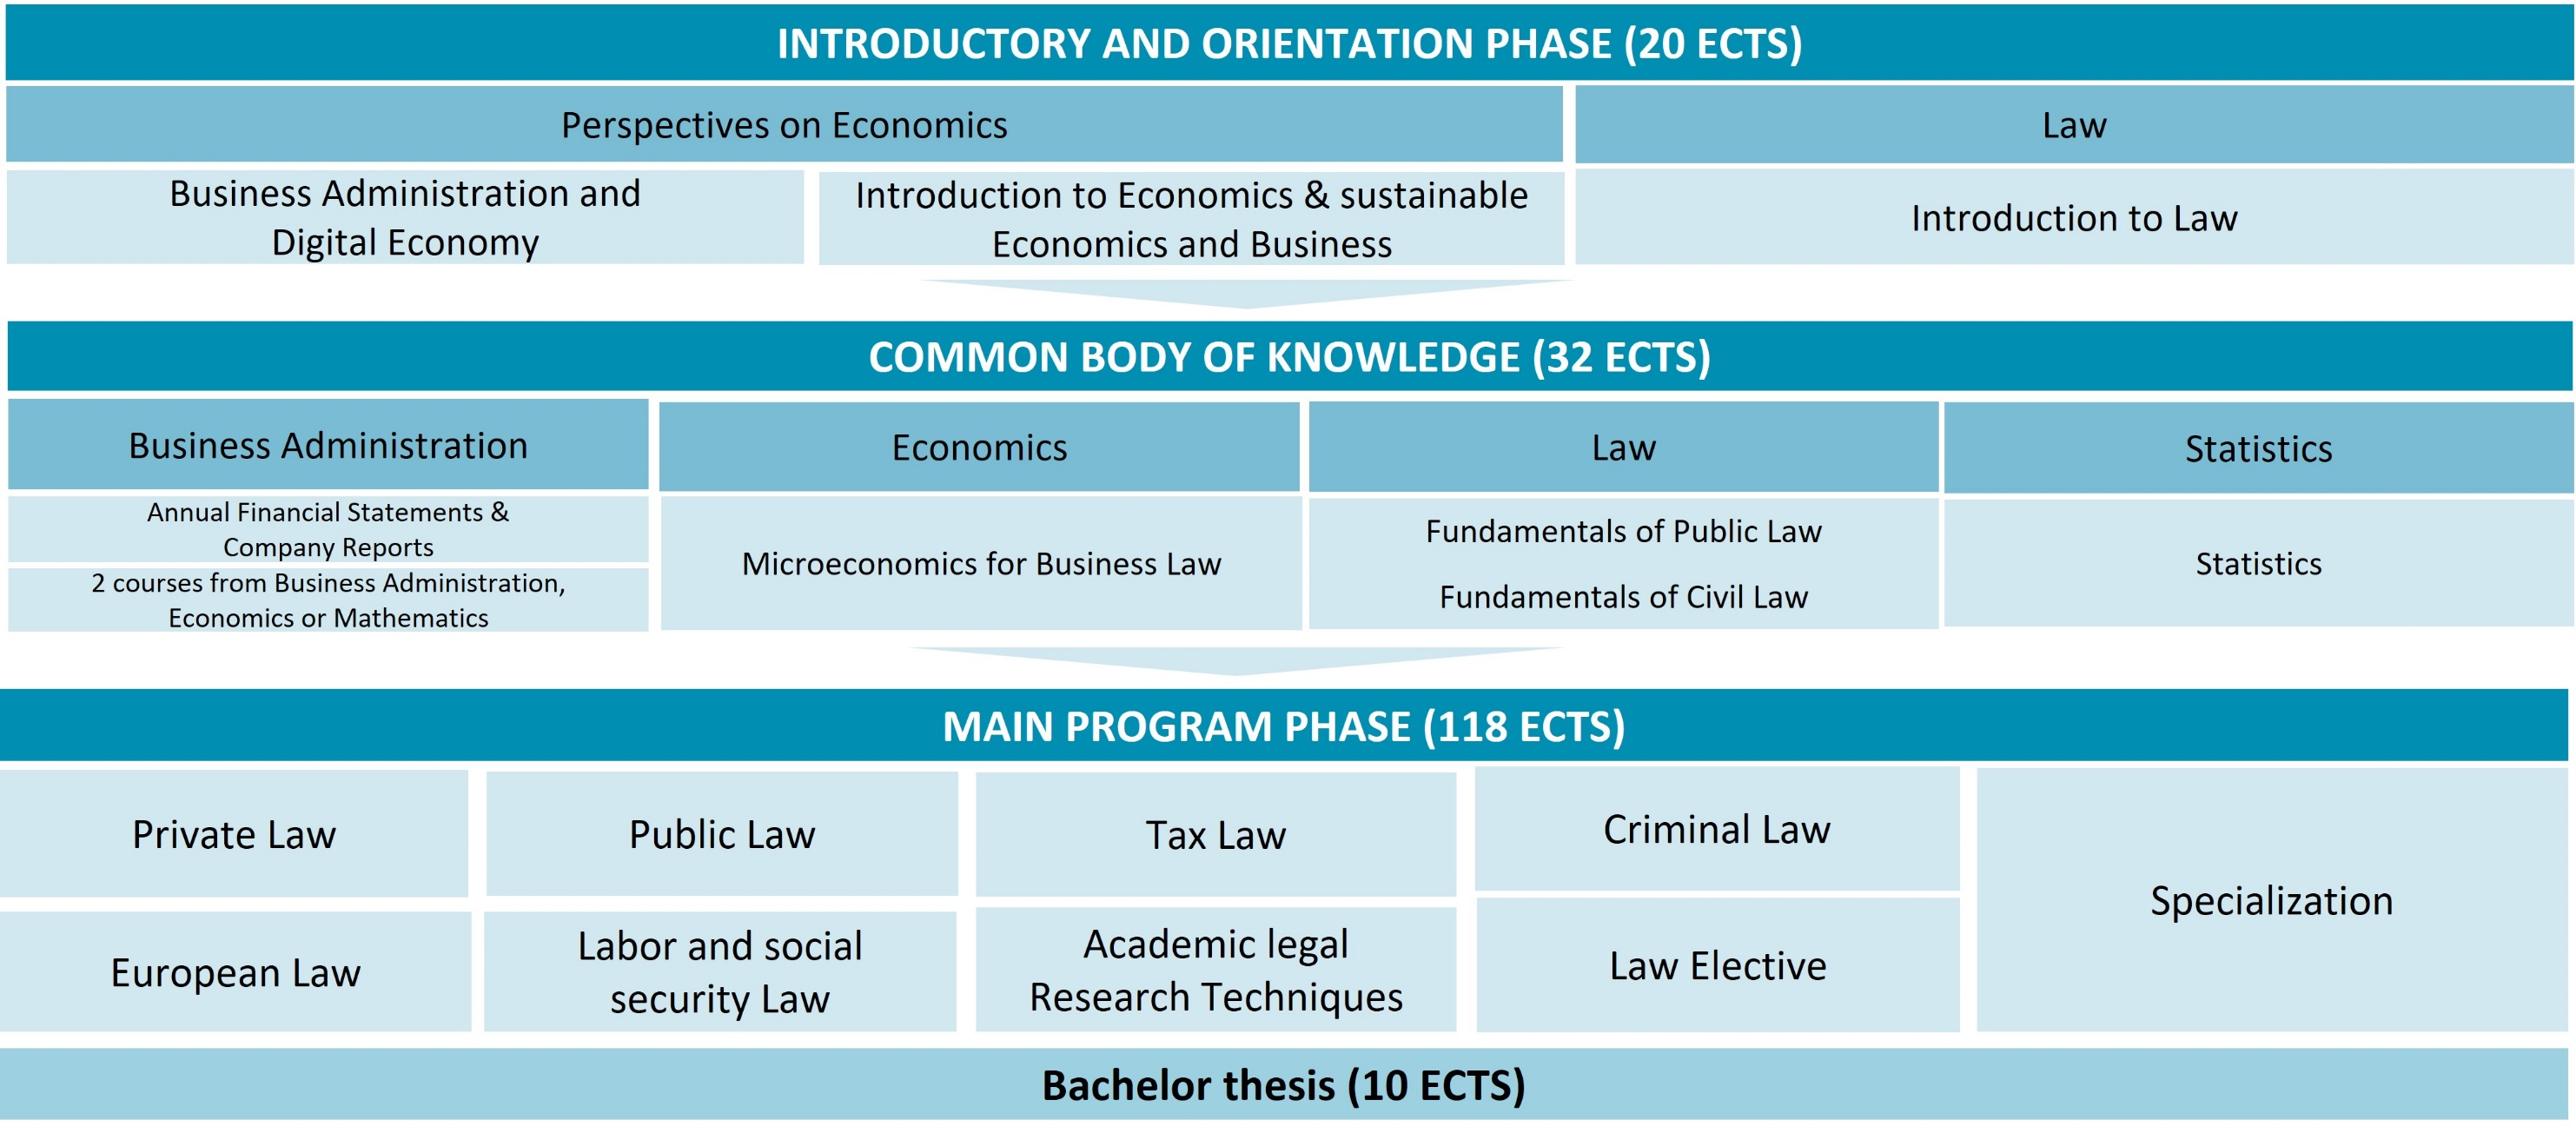 INTRODUCTORY AND ORIENTATION PHASE (20 ECTS)
Perspectives on Economics
Law
Business Administration and
Digital Economy
Introduction to Economics & sustainable
Economics and Business
Introduction to Law
COMMON BODY OF KNOWLEDGE (32 ECTS)
Business Administration
Economics
Law
Statistics
Annual Financial Statements &
Company Reports
2 courses from Business Administration,
Economics or Mathematics
Microeconomics for Business Law
Fundamentals of Public Law
Fundamentals of Civil Law
Statistics
MAIN PROGRAM PHASE (118 ECTS)
Private Law
Public Law
Tax Law
Criminal Law
Specialization
European Law
Labor and social
security Law
Academic legal
Research Techniques
Law Elective
Bachelor thesis (10 ECTS)